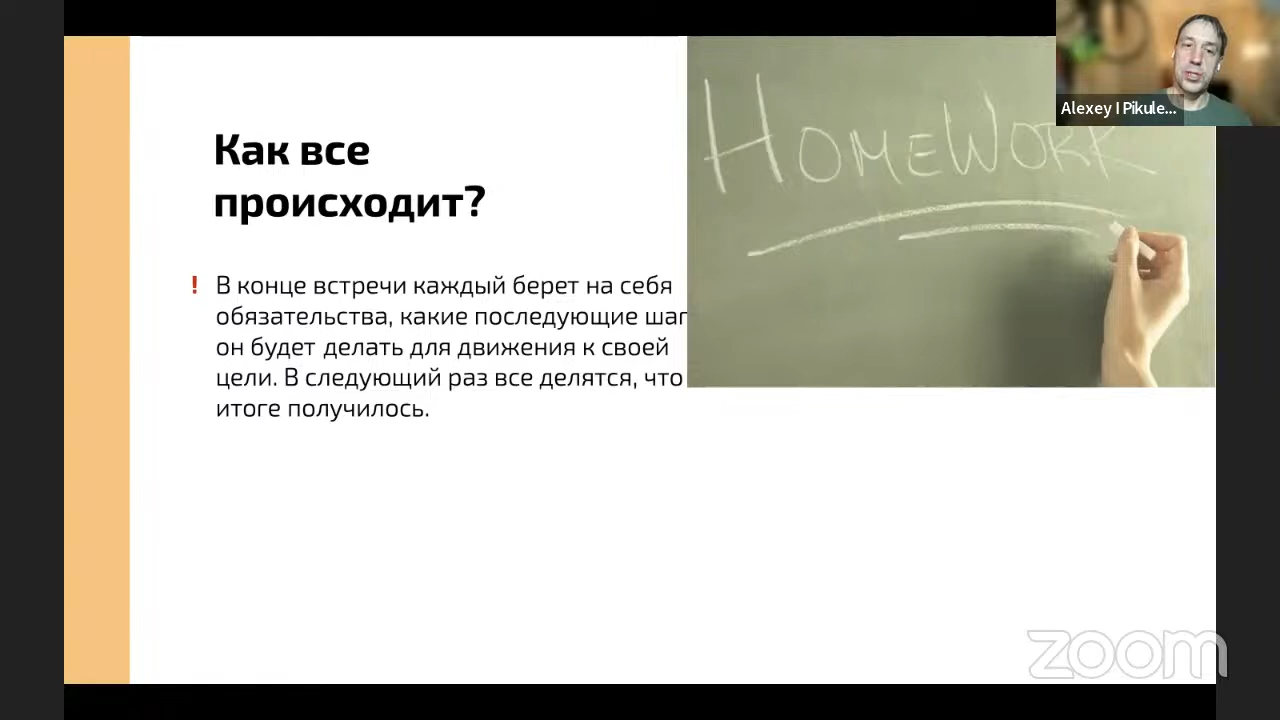 Alexey I Pikule...
HomeWork
Как все
происходит?
! В конце встречи каждый берет на себя
обязательства, какие последующие шаг
он будет делать для движения к своей
цели. В следующий раз все делятся, что
итоге получилось.
zoom